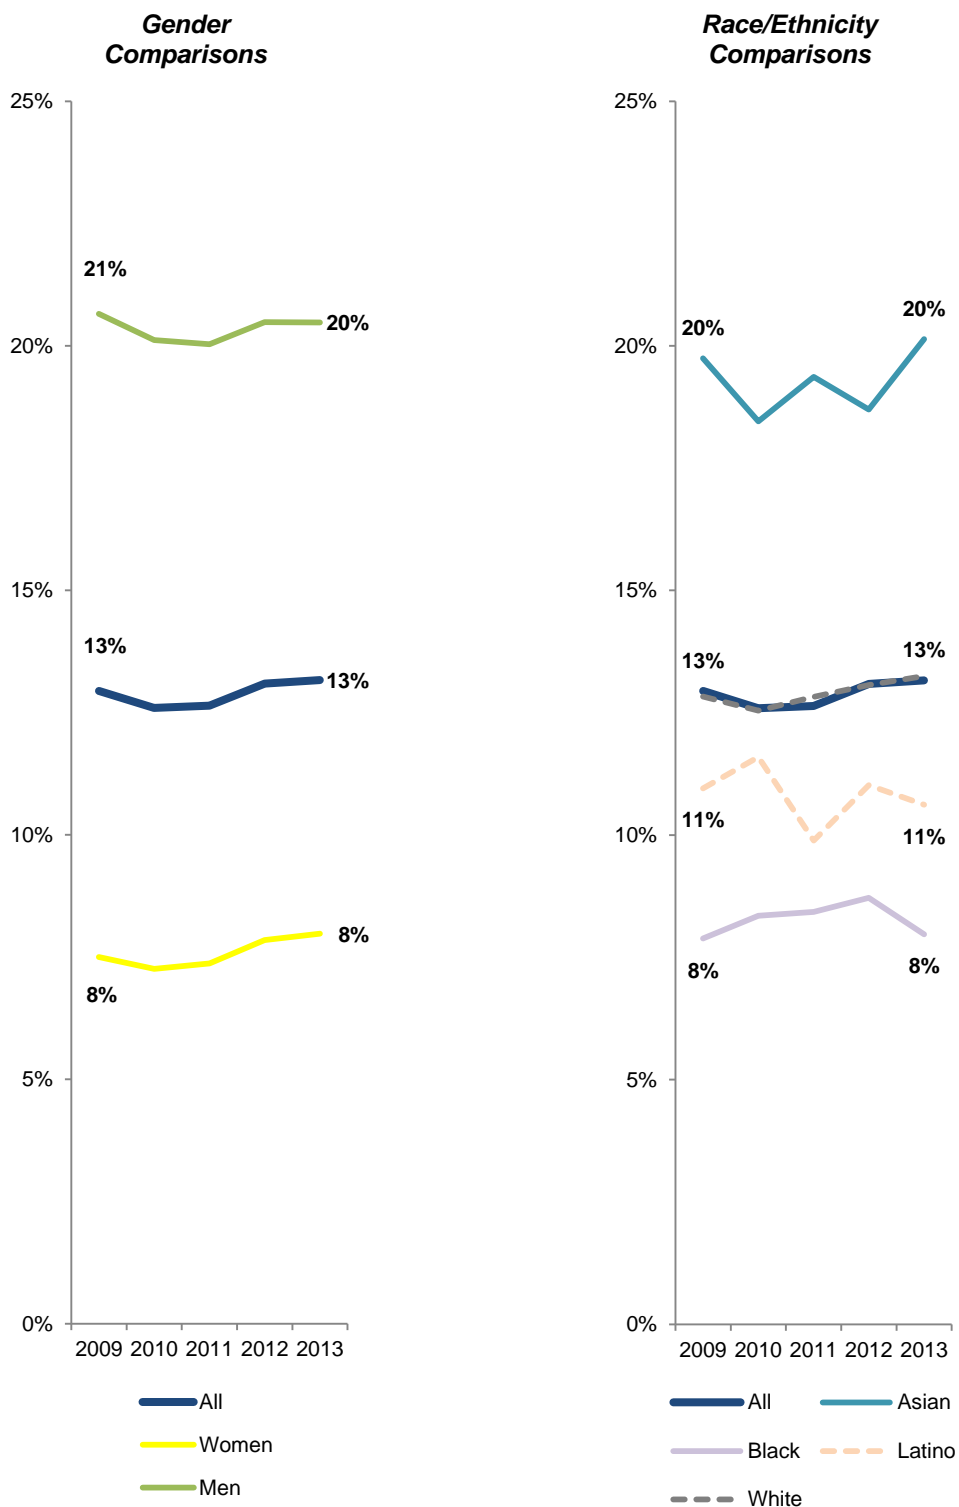 Gender
Comparisons
25%
21%
20%
20%
15%
13%
13%
10%
8%
8%
5%
0%
2009 2010 2011 2012 2013
All
Women
Men
Race/Ethnicity
Comparisons
25%
20%
20%
20%
15%
13%
13%
11%
10%
11%
8%
8%
5%
0%
2009 2010 2011 2012 2013
All Asian
Black Latino
White